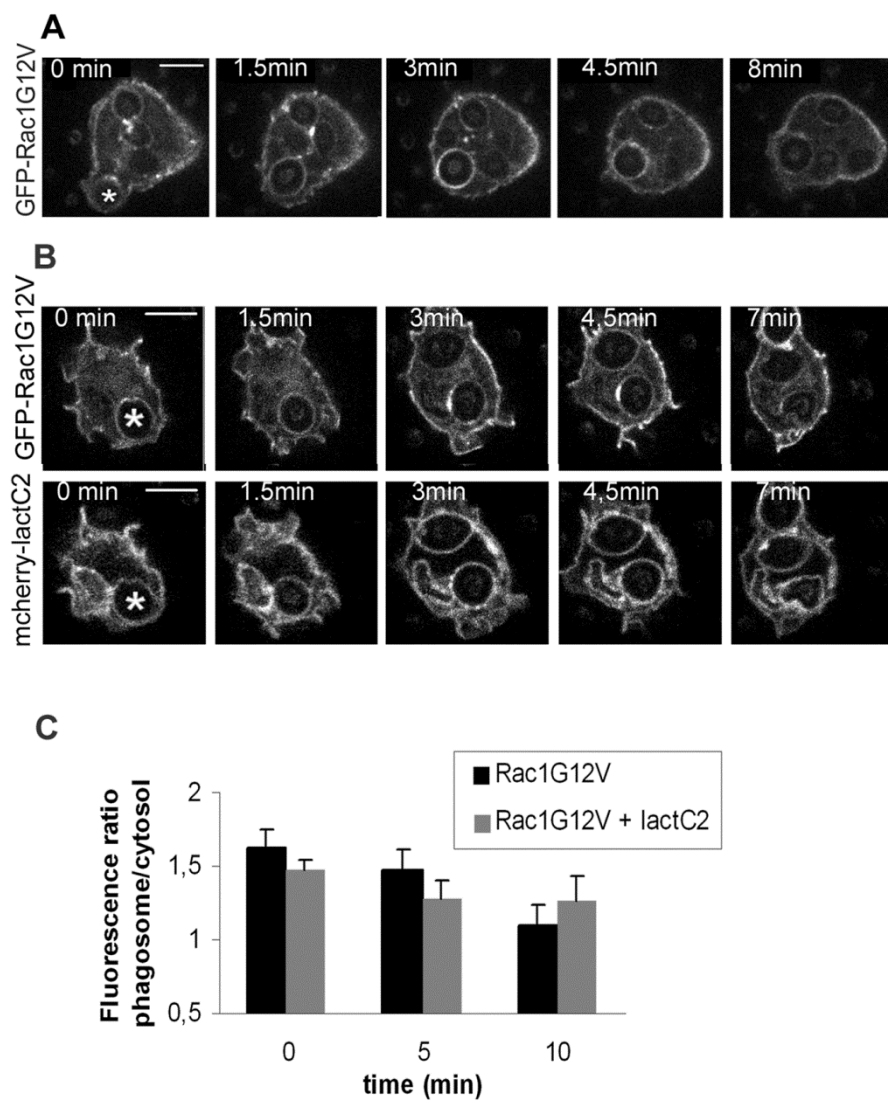 A
GFP-Rac1G12V
0 min 1.5min 3min 4.5min 8min
*
B
GFP-Rac1G12V
0 min 1.5min 3min 4,5min 7min
*
mcherry-lactC2
0 min 1.5min 3min 4,5min 7min
*
C
Rac1G12V
Rac1G12V + lactC2
Fluorescence ratio
phagosome/cytosol
2
1,5
1
0,5
0 5 10
time (min)